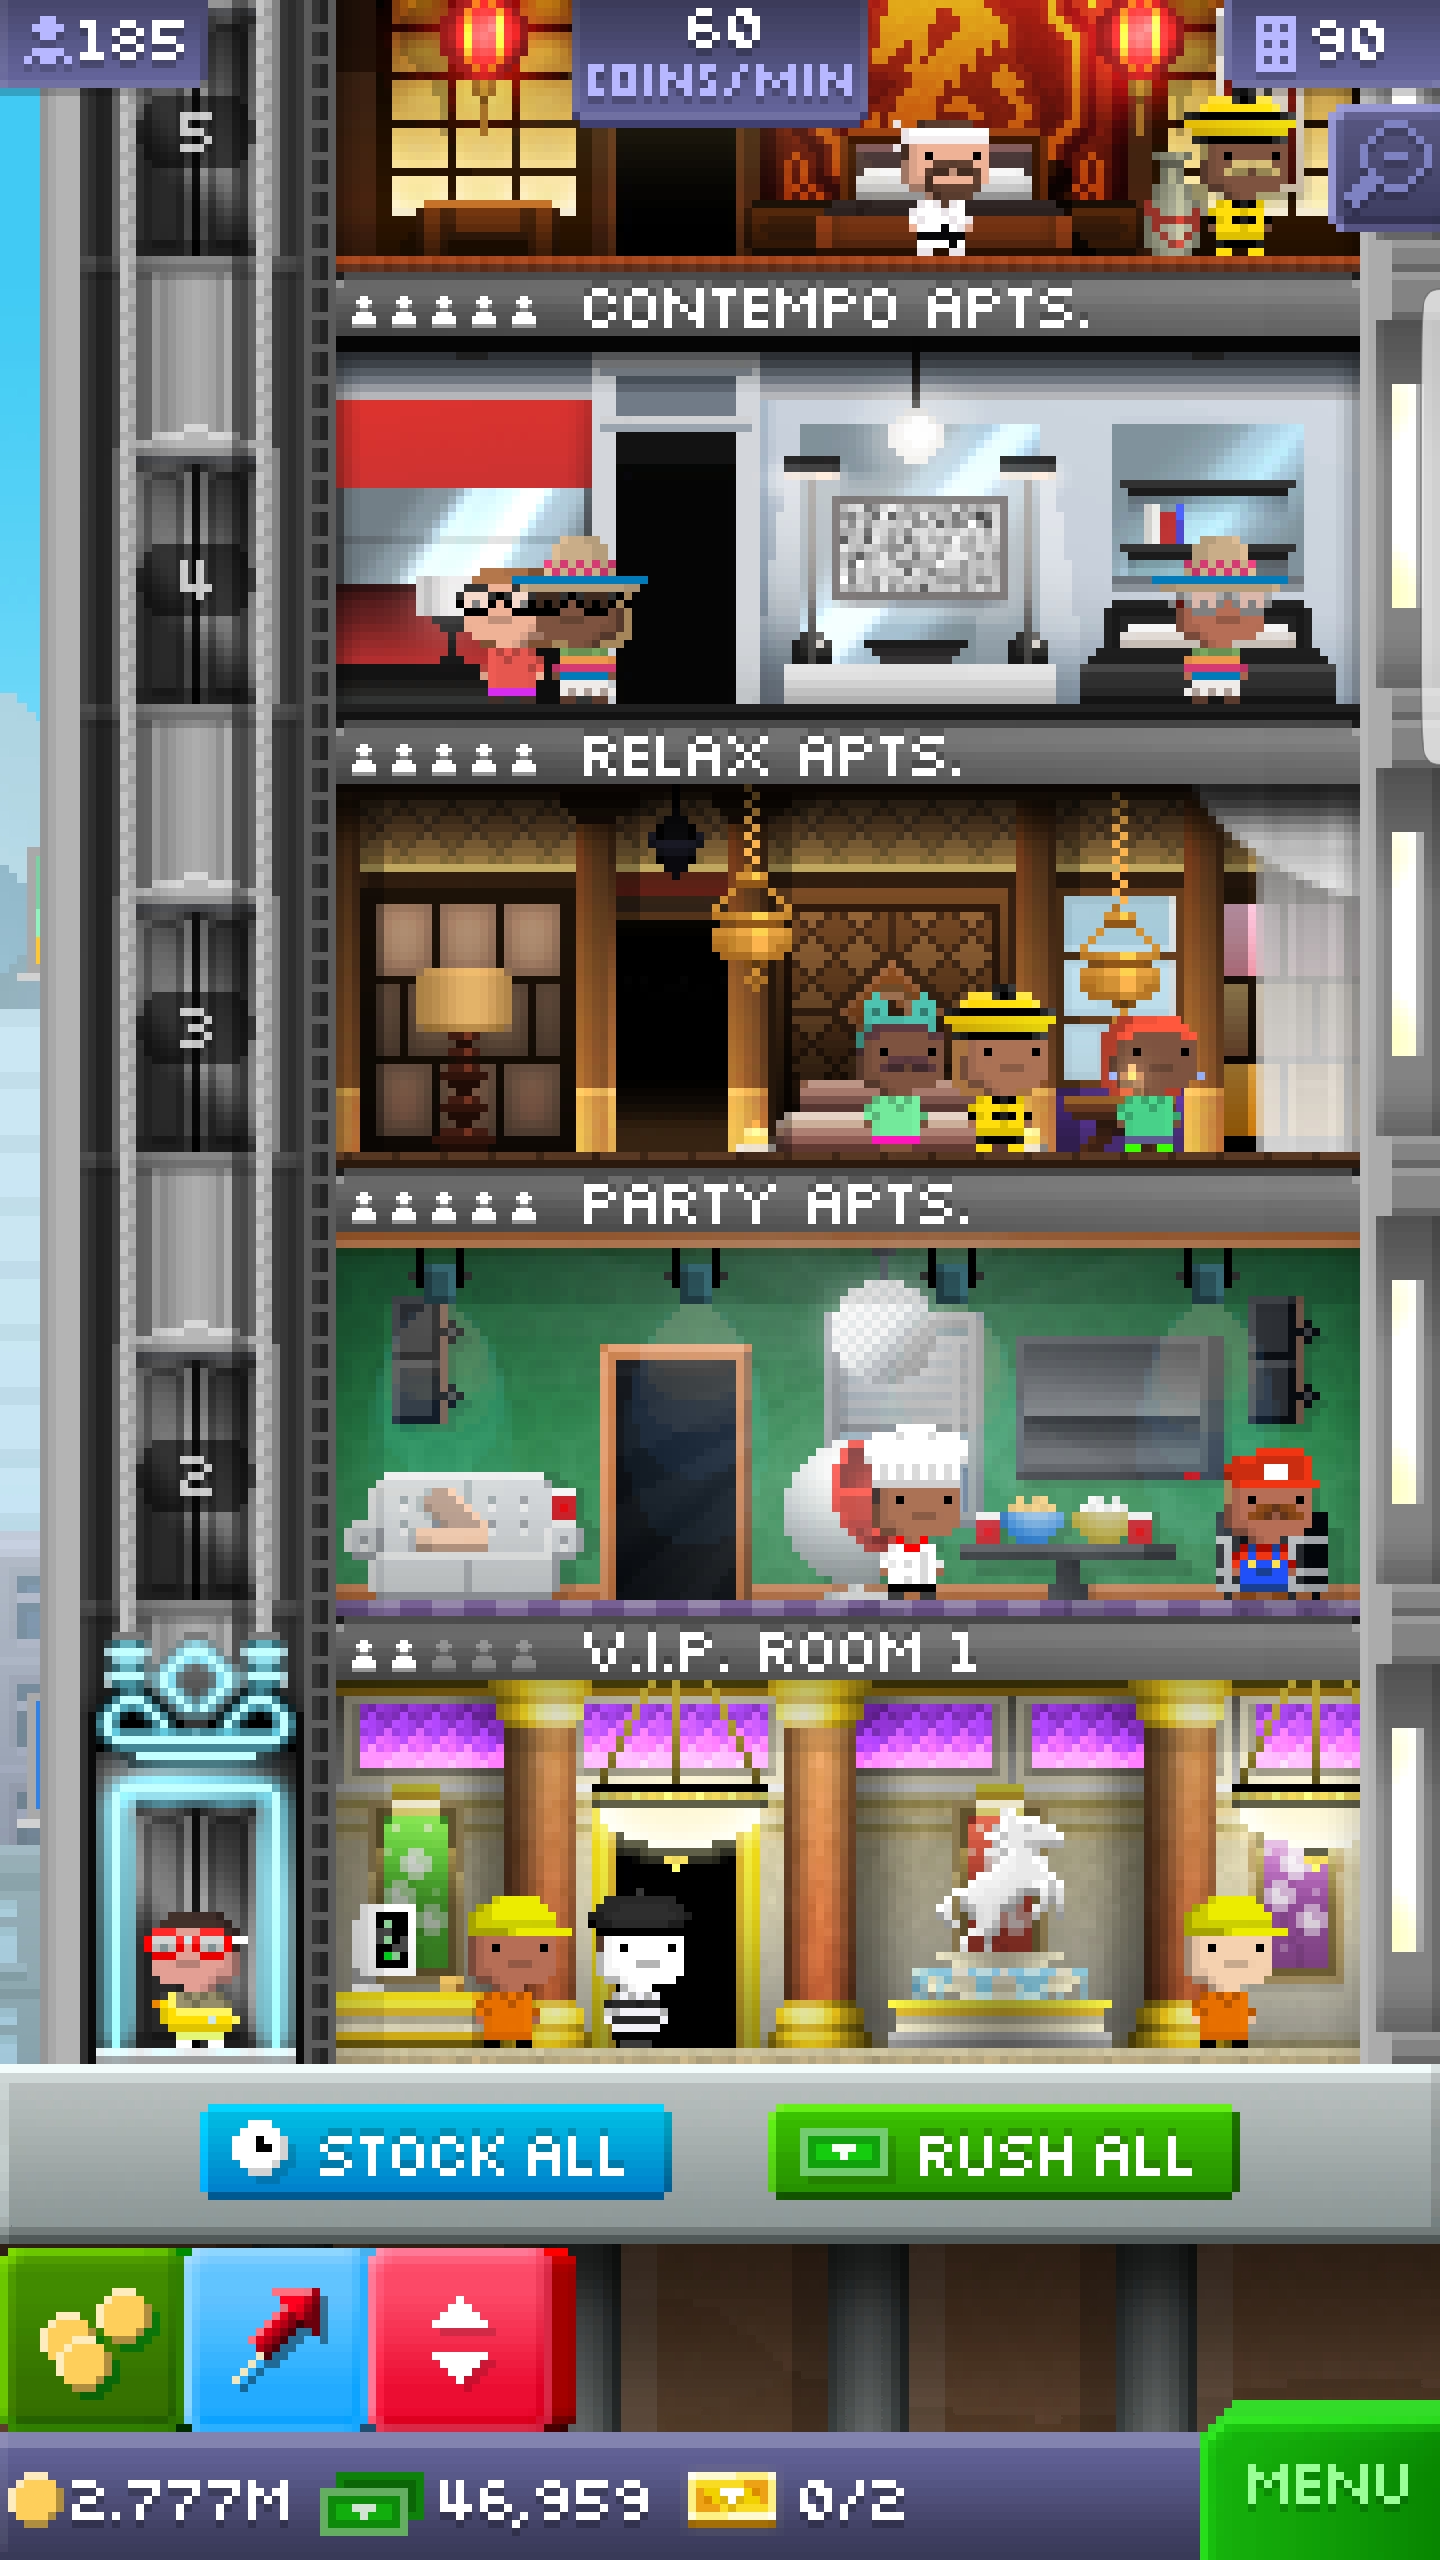 185
60
COINS/MIN
90
5
CONTEMPO APTS.
4
RELAX APTS.
3
PARTY APTS.
2
V.I.P. ROOM 1
STOCK ALL
RUSH ALL
2.777M
46,959
0/2
MENU